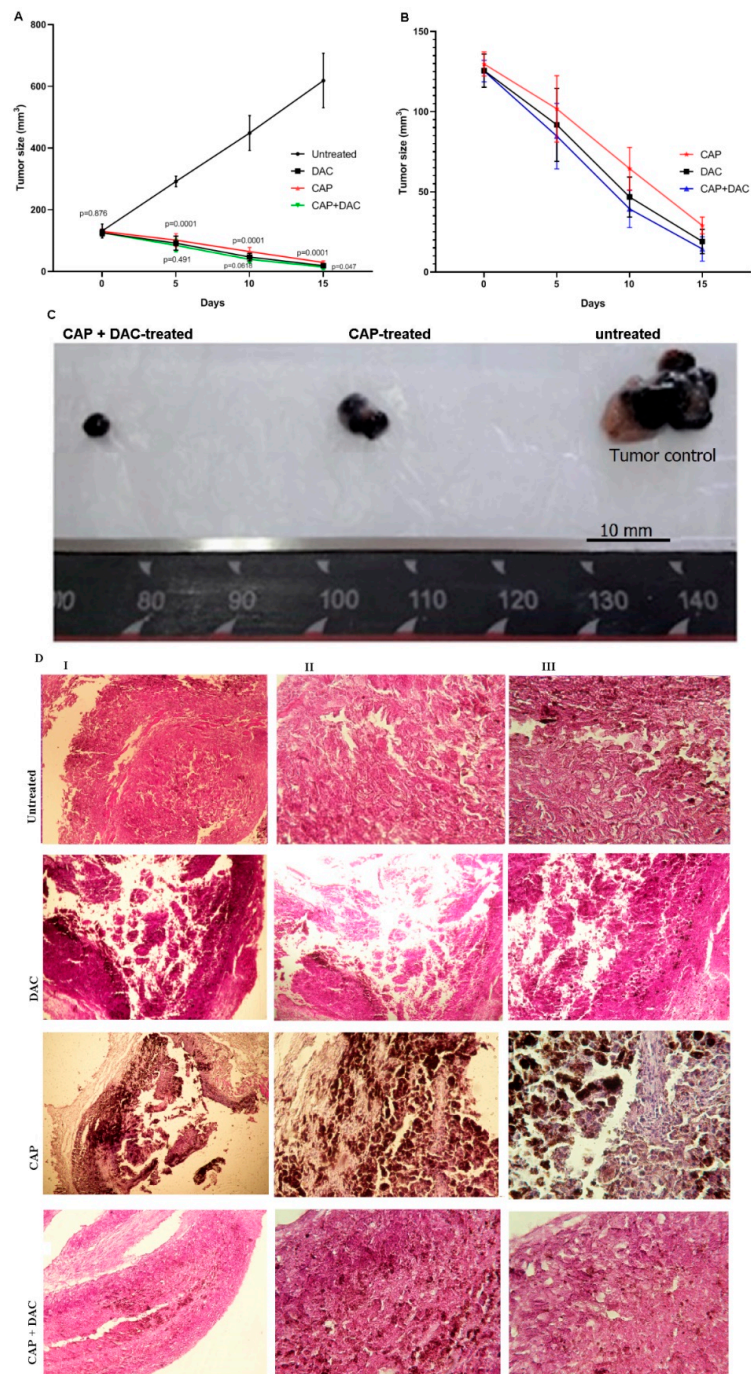 A
Tumor size (mm³)
800
600
400
200
0
p=0.876
p=0.0001
p=0.0001
p=0.0001
p=0.491
p=0.0618
p=0.047
Untreated
DAC
CAP
CAP+DAC
0
5
10
15
Days
B
Tumor size (mm³)
150
100
50
0
CAP
DAC
CAP+DAC
0
5
10
15
Days
C
CAP + DAC-treated
CAP-treated
untreated
Tumor control
10 mm
80 90 100 110 120 130 140
D
I
II
III
Untreated
DAC
CAP
CAP + DAC